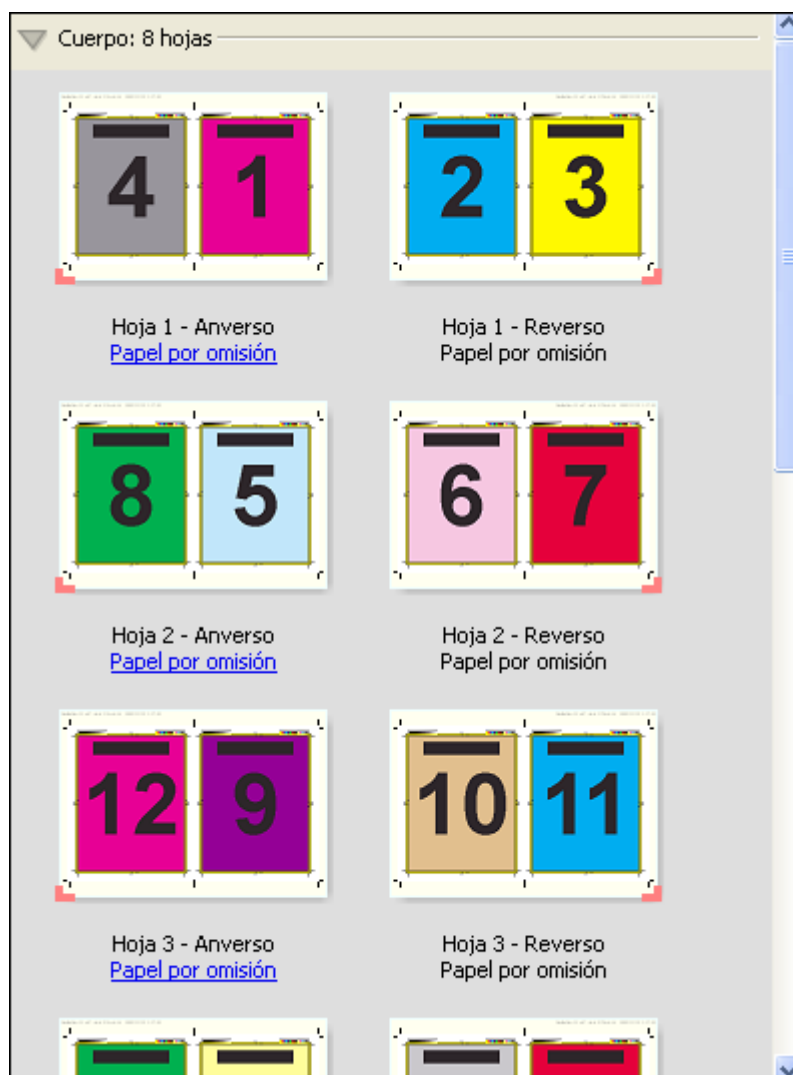 Cuerpo: 8 hojas
4 1
2 3
Hoja 1 - Anverso
Papel por omisión
Hoja 1 - Reverso
Papel por omisión
8 5
6 7
Hoja 2 - Anverso
Papel por omisión
Hoja 2 - Reverso
Papel por omisión
12 9
10 11
Hoja 3 - Anverso
Papel por omisión
Hoja 3 - Reverso
Papel por omisión